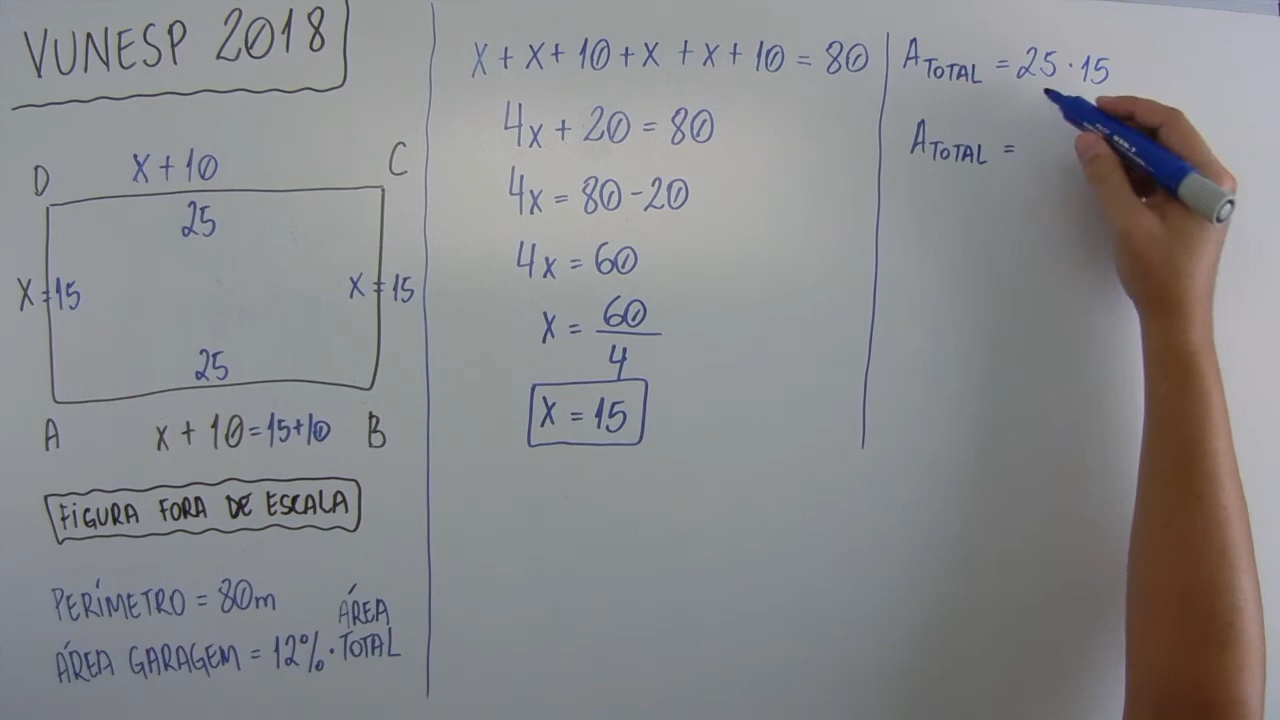 VUNESP 2018
D
X + 10
C
25
X = 15
X = 15
25
A
X + 10 = 15 + 10
B
FIGURA FORA DE ESCALA
PERÍMETRO = 80m
ÁREA GARAGEM = 12% · ÁREA TOTAL
X + X + 10 + X + X + 10 = 80
4X + 20 = 80
4X = 80 - 20
4X = 60
X = 60/4
X = 15
A TOTAL = 25 · 15
A TOTAL =